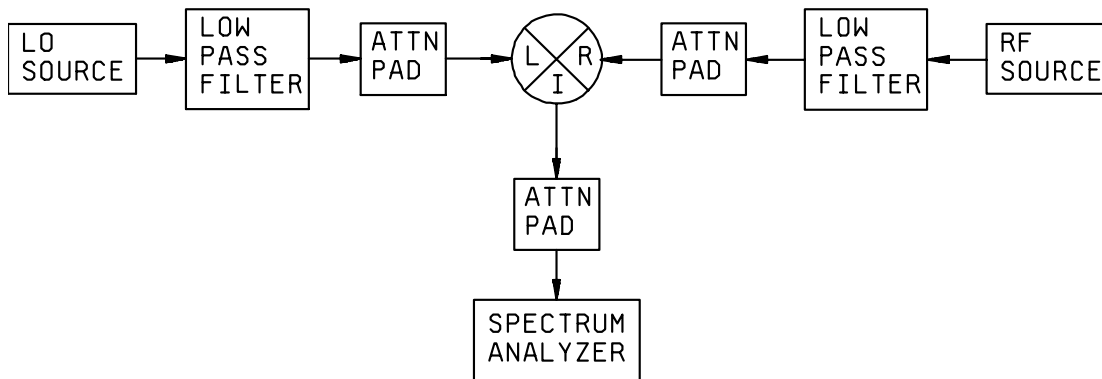 LO
SOURCE
LOW
PASS
FILTER
ATTN
PAD
L
R
I
ATTN
PAD
LOW
PASS
FILTER
RF
SOURCE
ATTN
PAD
SPECTRUM
ANALYZER